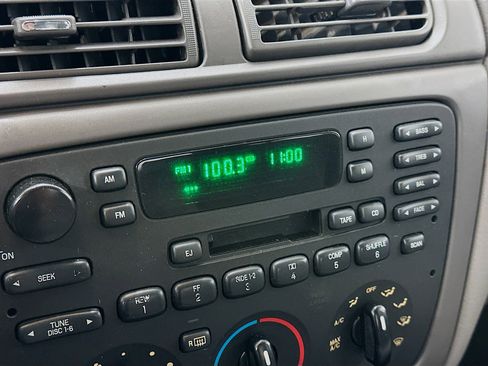 FM1 100.3 11:00
AM
FM
H
M
BASS
TREB
BAL
FADE
ON
SEEK
EJ
TAPE
CD
SCAN
TUNE
DISC 1-6
REW
1
FF
2
SIDE 1-2
3
4
COMP
5
SHUFFLE
6
R
OFF
A/C
MAX
A/C